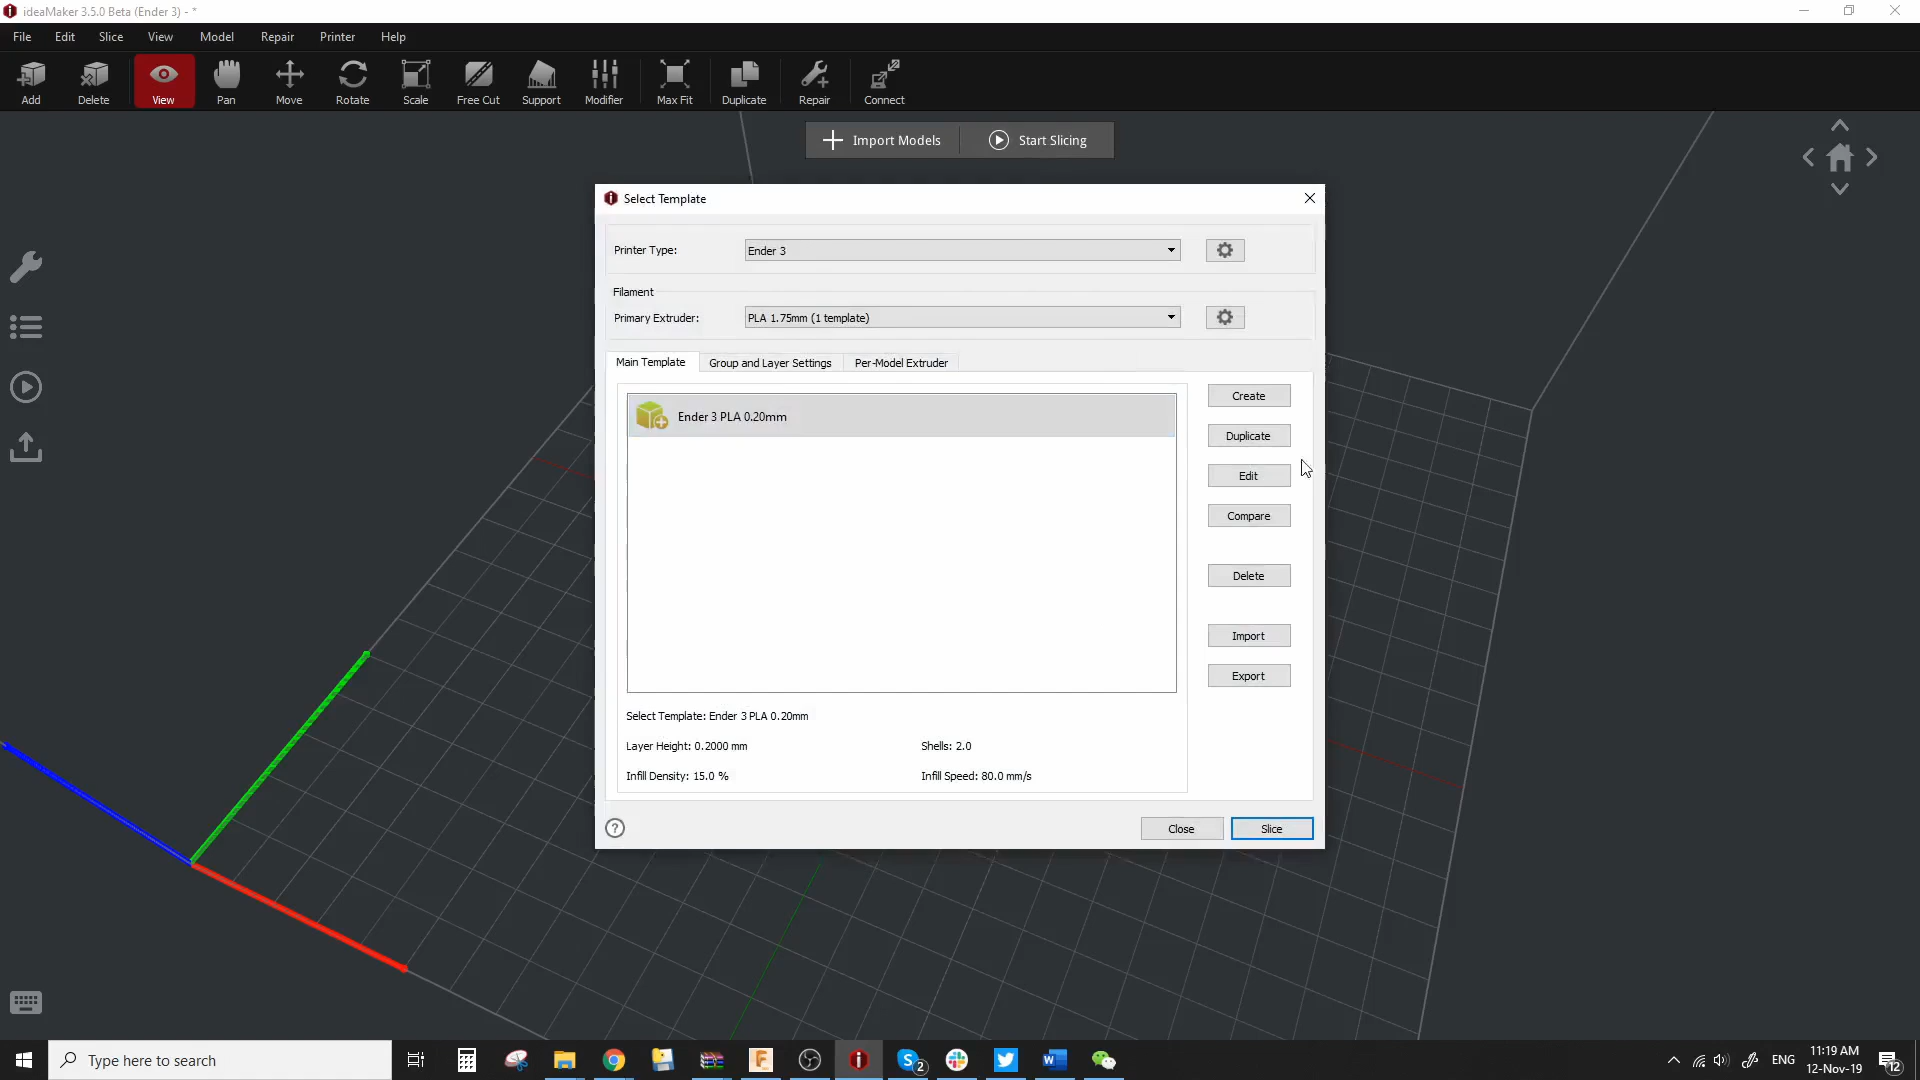 ideaMaker 3.5.0 Beta (Ender 3) - *
File Edit Slice View Model Repair Printer Help
Add Delete View Pan Move Rotate Scale Free Cut Support Modifier Max Fit Duplicate Repair Connect
Import Models Start Slicing
Select Template
Printer Type: Ender 3
Filament
Primary Extruder: PLA 1.75mm (1 template)
Main Template Group and Layer Settings Per-Model Extruder
Create
Ender 3 PLA 0.20mm
Duplicate
Edit
Compare
Delete
Import
Export
Select Template: Ender 3 PLA 0.20mm
Layer Height: 0.2000 mm Shells: 2.0
Infill Density: 15.0 % Infill Speed: 80.0 mm/s
? Close Slice
Type here to search
2
W
ENG
11:19 AM
12-Nov-19
12